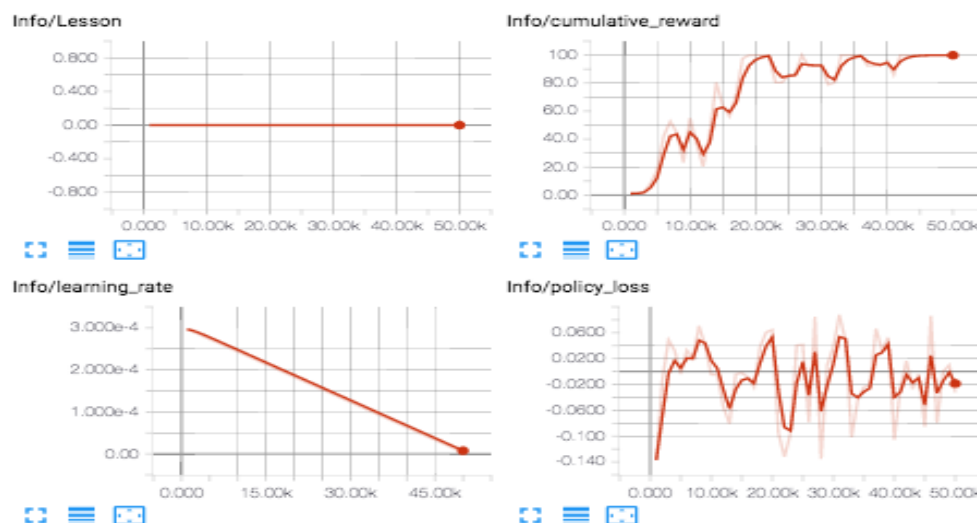 Info/Lesson
0.800
0.400
0.00
-0.400
-0.800
0.000 10.00k 20.00k 30.00k 40.00k 50.00k
Info/cumulative_reward
100
80.0
60.0
40.0
20.0
0.00
0.000 10.00k 20.00k 30.00k 40.00k 50.00k
Info/learning_rate
3.000e-4
2.000e-4
1.000e-4
0.00
0.000 15.00k 30.00k 45.00k
Info/policy_loss
0.0600
0.0200
-0.0200
-0.0600
-0.100
-0.140
0.000 10.00k 20.00k 30.00k 40.00k 50.00k